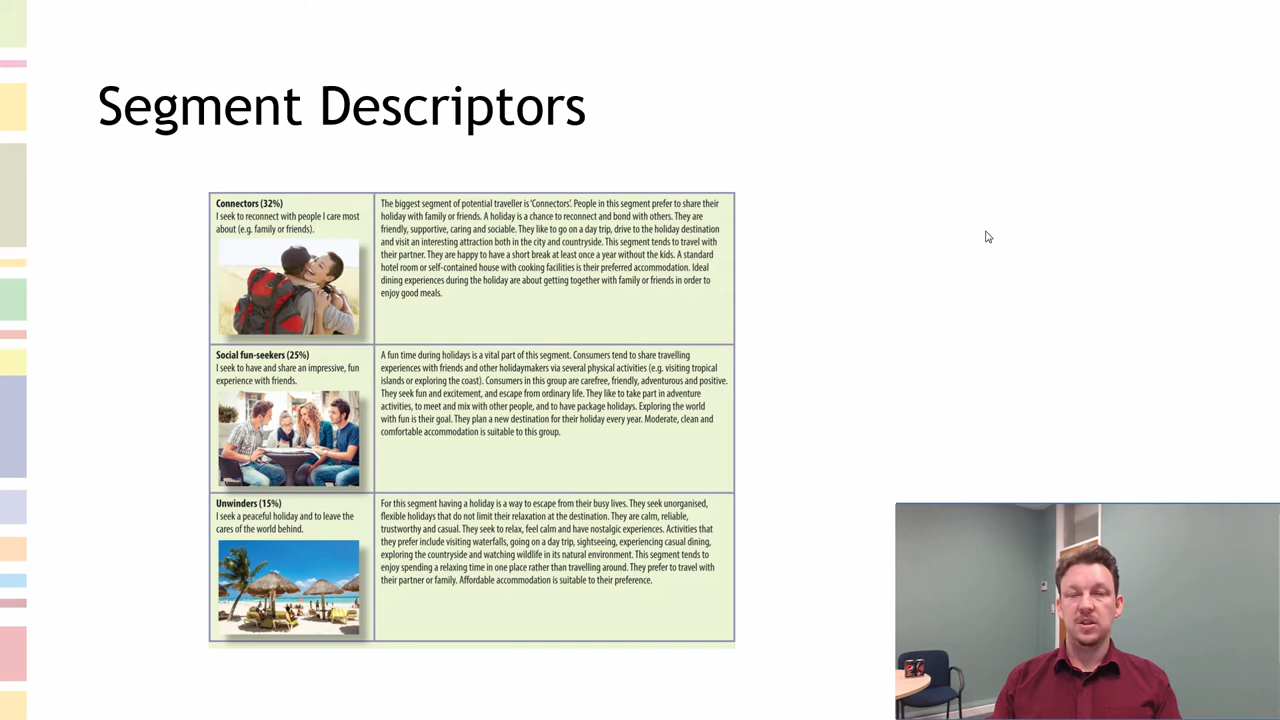 Segment Descriptors
Connectors (32%)
I seek to reconnect with people I care most
about (e.g. family or friends).
The biggest segment of potential traveller is 'Connectors'. People in this segment prefer to share their
holiday with family or friends. A holiday is a chance to reconnect and bond with others. They are
friendly, supportive, caring and sociable. They like to go on a day trip, drive to the holiday destination
and visit an interesting attraction both in the city and countryside. This segment tends to travel with
their partner. They are happy to have a short break at least once a year without the kids. A standard
hotel room or self-contained house with cooking facilities is their preferred accommodation. Ideal
dining experiences during the holiday are about getting together with family or friends in order to
enjoy good meals.
Social fun-seekers (25%)
I seek to have and share an impressive, fun
experience with friends.
A fun time during holidays is a vital part of this segment. Consumers tend to share travelling
experiences with friends and other holidaymakers via several physical activities (e.g. visiting tropical
islands or exploring the coast). Consumers in this group are carefree, friendly, adventurous and positive.
They seek fun and excitement, and escape from ordinary life. They like to take part in adventure
activities, to meet and mix with other people, and to have package holidays. Exploring the world
with fun is their goal. They plan a new destination for their holiday every year. Moderate, clean and
comfortable accommodation is suitable to this group.
Unwinders (15%)
I seek a peaceful holiday and to leave the
cares of the world behind.
For this segment having a holiday is a way to escape from their busy lives. They seek unorganised,
flexible holidays that do not limit their relaxation at the destination. They are calm, reliable,
trustworthy and casual. They seek to relax, feel calm and have nostalgic experiences. Activities that
they prefer include visiting waterfalls, going on a day trip, sightseeing, experiencing casual dining,
exploring the countryside and watching wildlife in its natural environment. This segment tends to
enjoy spending a relaxing time in one place rather than travelling around. They prefer to travel with
their partner or family. Affordable accommodation is suitable to their preference.